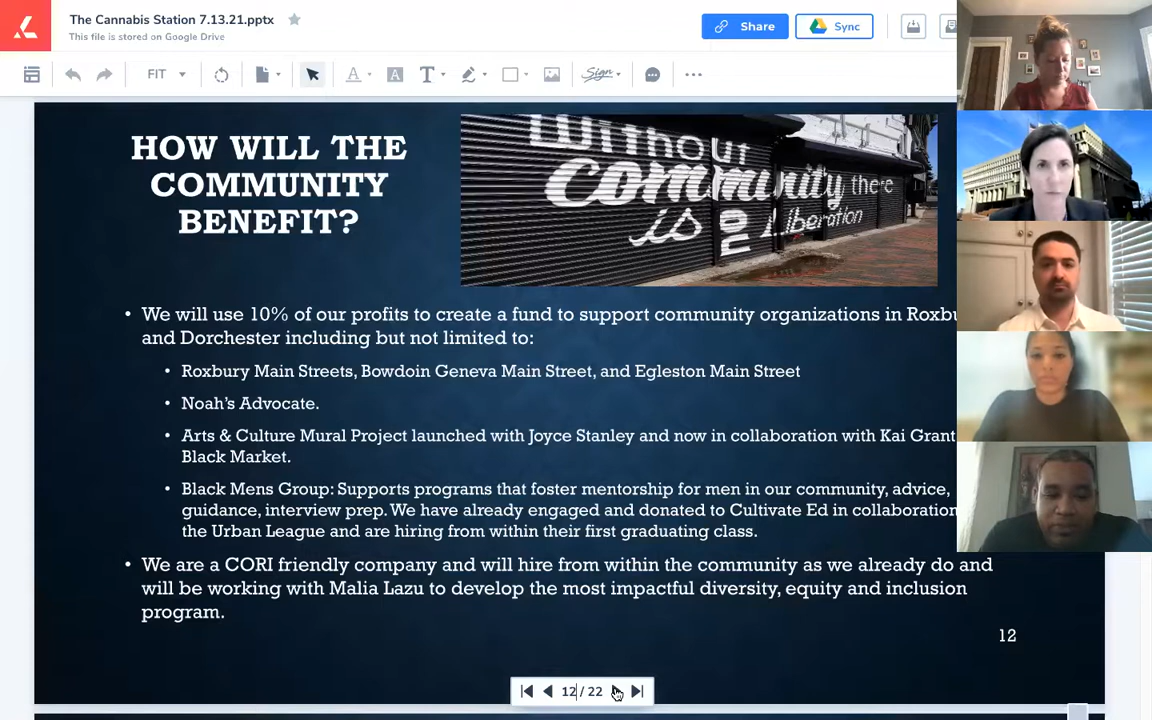 The Cannabis Station 7.13.21.pptx
This file is stored on Google Drive
Share
Sync
FIT
Sign
HOW WILL THE
COMMUNITY
BENEFIT?
Without
community there
is no Liberation
• We will use 10% of our profits to create a fund to support community organizations in Roxbu
and Dorchester including but not limited to:
• Roxbury Main Streets, Bowdoin Geneva Main Street, and Egleston Main Street
• Noah's Advocate.
• Arts & Culture Mural Project launched with Joyce Stanley and now in collaboration with Kai Grant
Black Market.
• Black Mens Group: Supports programs that foster mentorship for men in our community, advice,
guidance, interview prep. We have already engaged and donated to Cultivate Ed in collaboration
the Urban League and are hiring from within their first graduating class.
• We are a CORI friendly company and will hire from within the community as we already do and
will be working with Malia Lazu to develop the most impactful diversity, equity and inclusion
program.
12
12 / 22